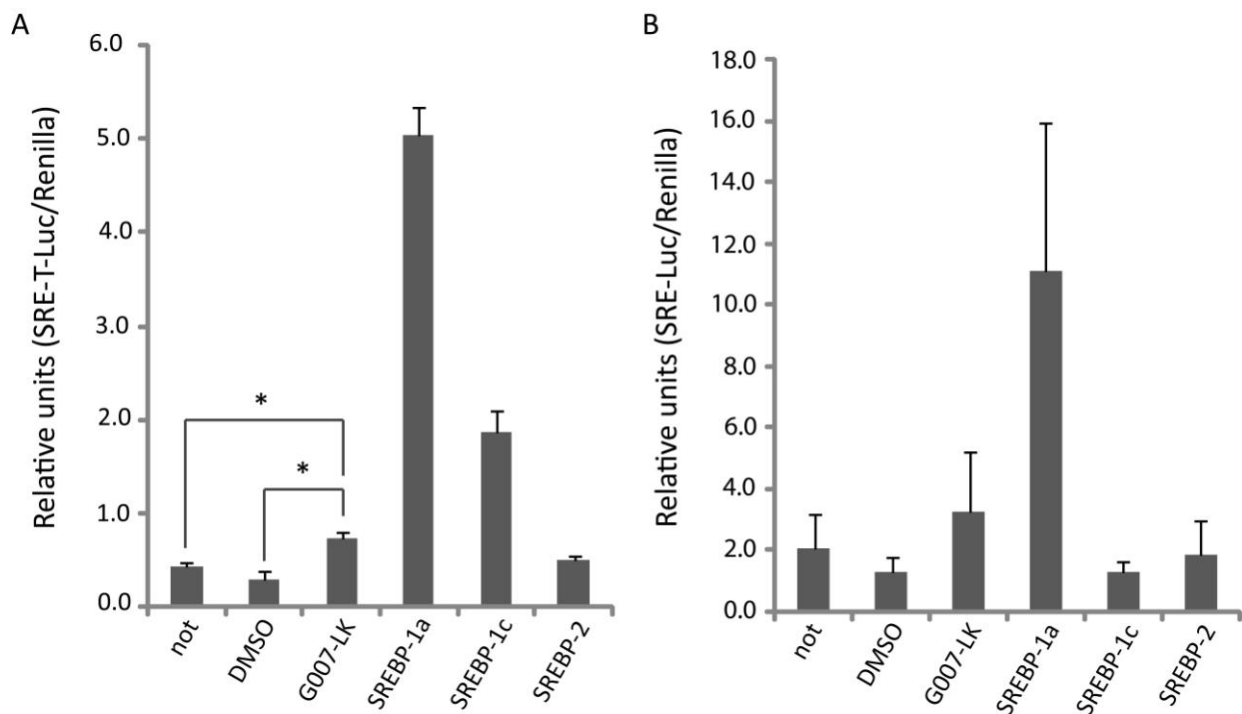 A
Relative units (SRE-T-Luc/Renilla)
6.0
5.0
4.0
3.0
2.0
1.0
0.0
*
*
not
DMSO
G007-LK
SREBP-1a
SREBP-1c
SREBP-2
B
Relative units (SRE-Luc/Renilla)
18.0
16.0
14.0
12.0
10.0
8.0
6.0
4.0
2.0
0.0
not
DMSO
G007-LK
SREBP-1a
SREBP-1c
SREBP-2